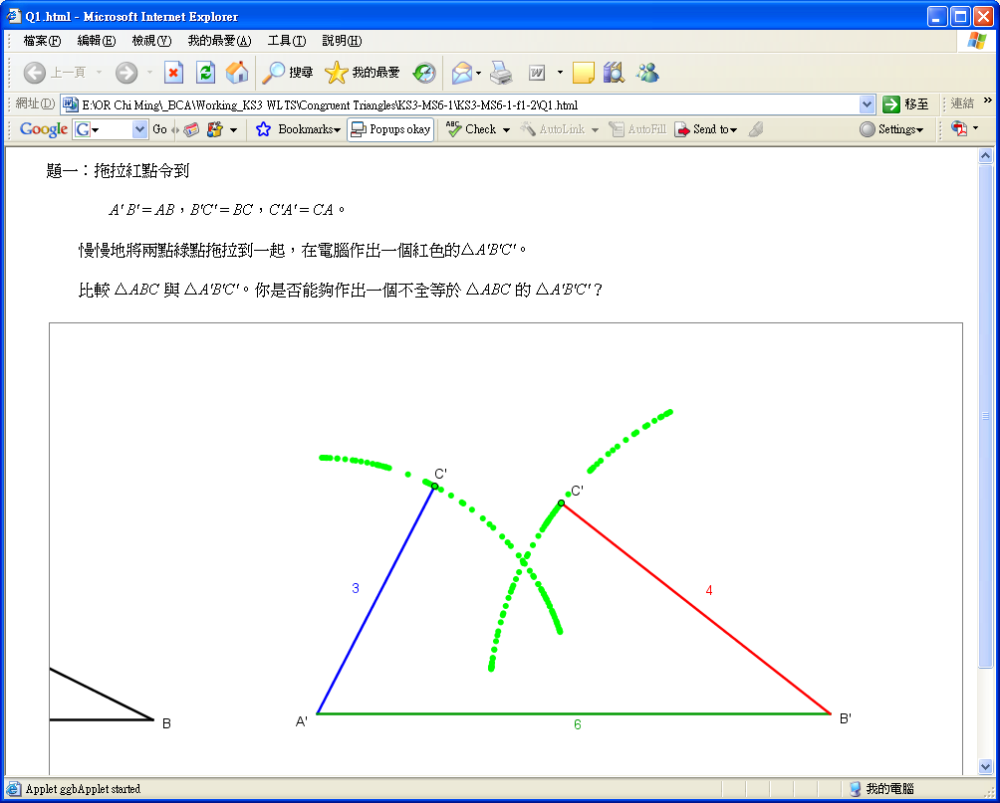 Q1.html - Microsoft Internet Explorer
檔案(F) 編輯(E) 檢視(V) 我的最愛(A) 工具(T) 說明(H)
上一頁 搜尋 我的最愛
網址(D) E:\OR Chi Ming\_BCA\Working_KS3 WLTS\Congruent Triangles\KS3-MS6-1\KS3-MS6-1-f1-2\Q1.html 移至 連結 »
Google G Go Bookmarks Popups okay ABC Check AutoLink AutoFill Send to Settings
題一：拖拉紅點令到
A' B' = AB，B'C' = BC，C'A' = CA。
慢慢地將兩點綠點拖拉到一起，在電腦作出一個紅色的△A'B'C'。
比較 △ABC 與 △A'B'C'。你是否能夠作出一個不全等於 △ABC 的 △A'B'C'？
C'
C'
3
4
B
A'
6
B'
Applet ggbApplet started 我的電腦